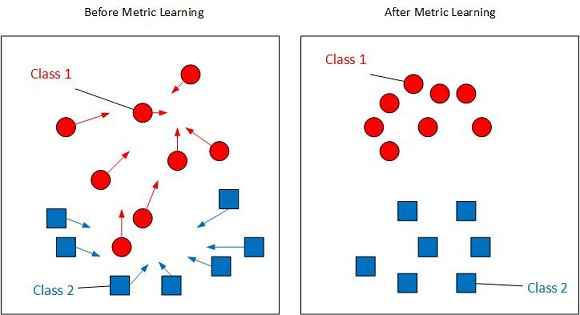 Before Metric Learning
After Metric Learning
Class 1
Class 2
Class 1
Class 2